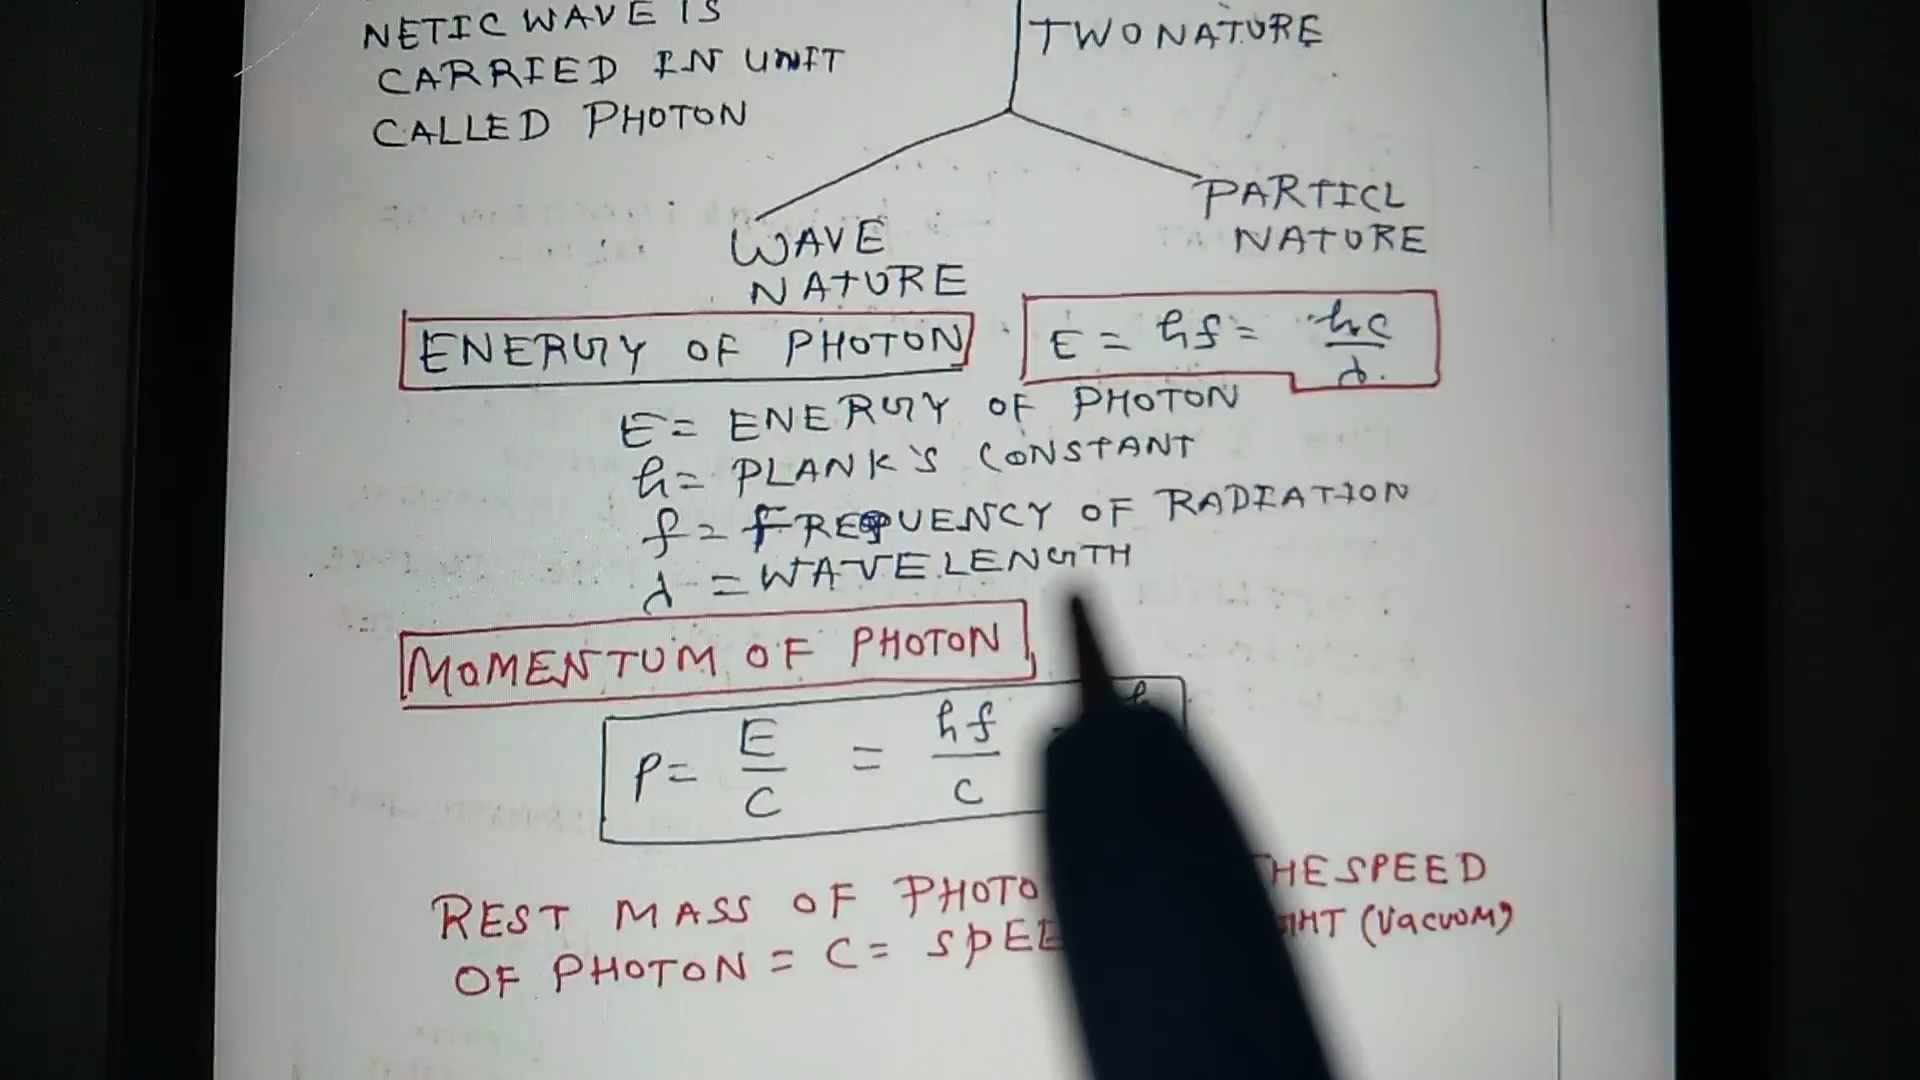 NETIC WAVE IS
CARRIED IN UNIT
CALLED PHOTON
TWO NATURE
WAVE
NATURE
PARTICL
NATURE
ENERGY OF PHOTON
E = hf = hc/λ
E = ENERGY OF PHOTON
h = PLANK'S CONSTANT
f = FREQUENCY OF RADIATION
λ = WAVELENGTH
MOMENTUM OF PHOTON
P = E/C = hf/C = h
REST MASS OF PHOTO HE SPEED
OF PHOTON = C = SPEE HT (VACUUM)